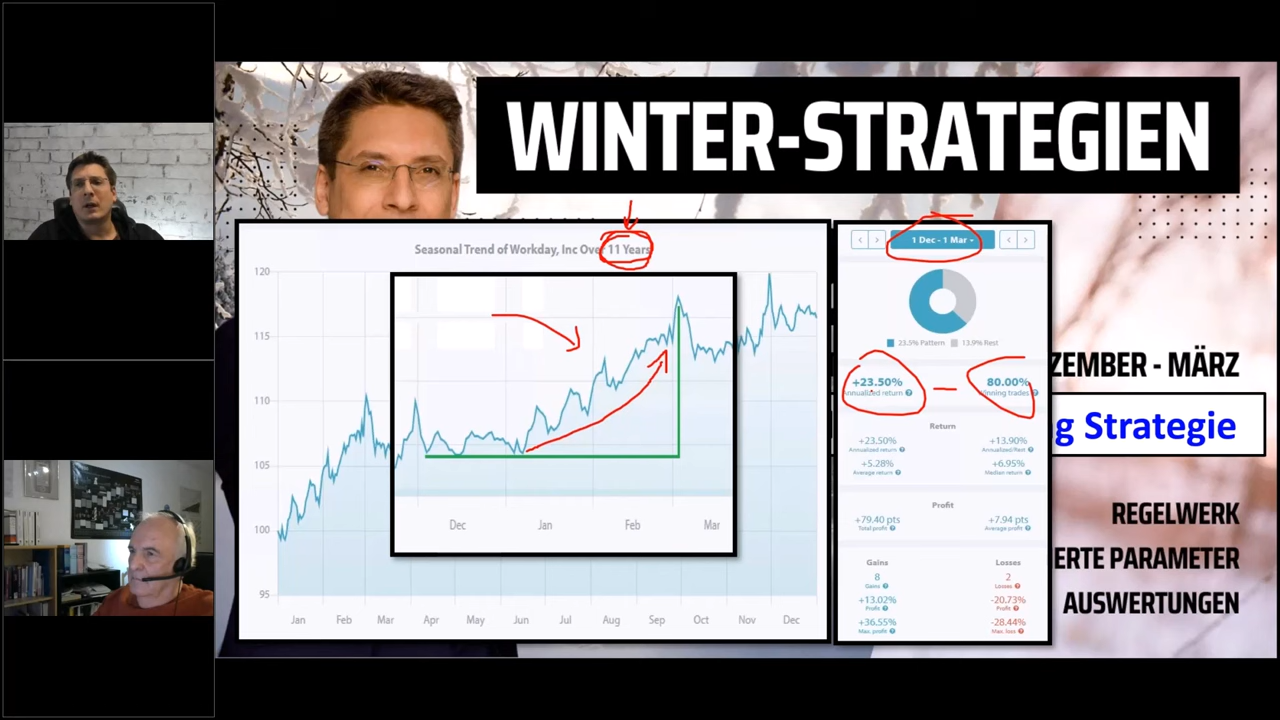 WINTER-STRATEGIEN
Seasonal Trend of Workday, Inc Over 11 Years
120
115
110
105
100
95
Dec
Jan
Feb
Mar
Jan
Feb
Mar
Apr
May
Jun
Jul
Aug
Sep
Oct
Nov
Dec
1 Dec - 1 Mar
23.5% Pattern
13.9% Rest
+23.50%
Annualized return
80.00%
Winning trades
Return
+23.50%
Annualized return
+13.90%
Annualized/Rest
+5.28%
Average return
+6.95%
Median return
Profit
+79.40 pts
Total profit
+7.94 pts
Average profit
Gains
Losses
8
Gains
2
Losses
+13.02%
Profit
-20.73%
Profit
+36.55%
Max. profit
-28.44%
Max. loss
ZEMBER - MÄRZ
g Strategie
REGELWERK
ERTE PARAMETER
AUSWERTUNGEN